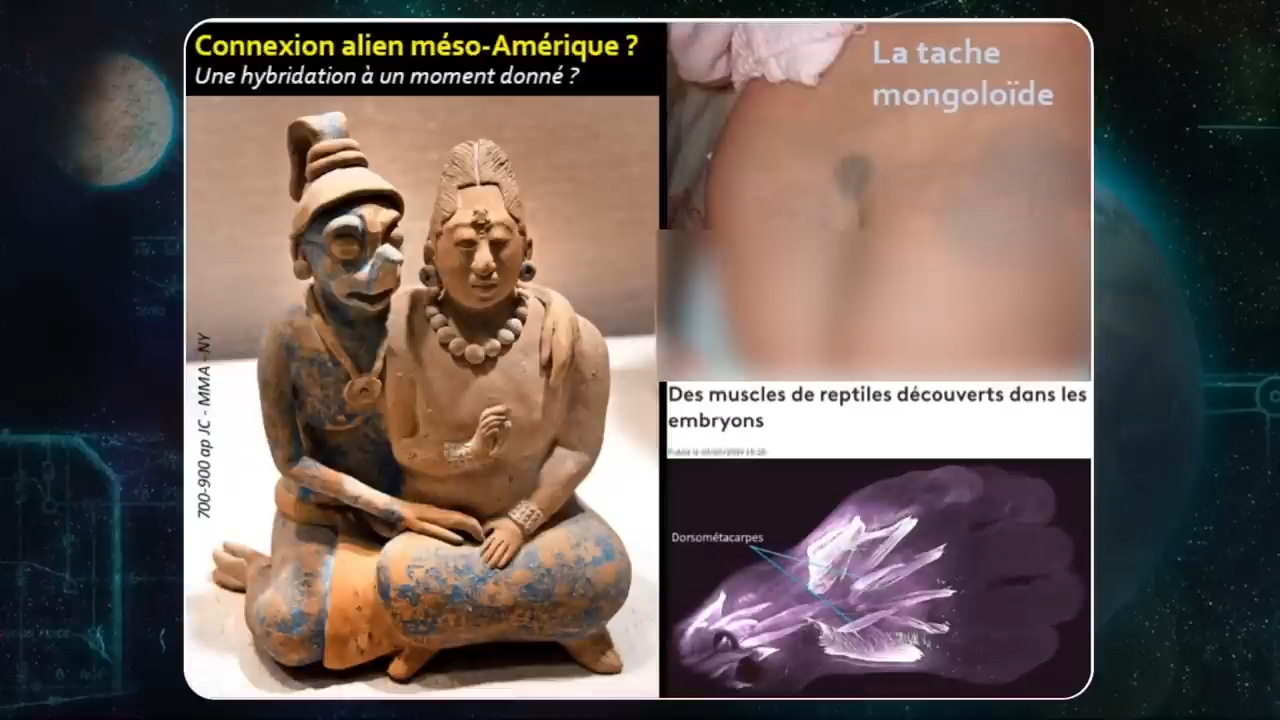 Connexion alien méso-Amérique ?
Une hybridation à un moment donné ?
700-900 ap JC - MMA - NY
La tache
mongoloïde
Des muscles de reptiles découverts dans les
embryons
Dorsométacarpes